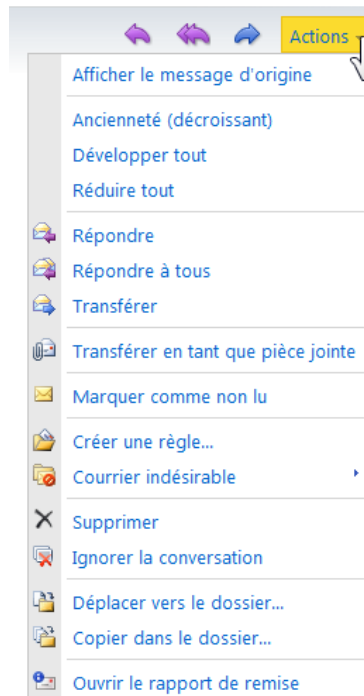 Actions
Afficher le message d'origine
Ancienneté (décroissant)
Développer tout
Réduire tout
Répondre
Répondre à tous
Transférer
Transférer en tant que pièce jointe
Marquer comme non lu
Créer une règle...
Courrier indésirable
Supprimer
Ignorer la conversation
Déplacer vers le dossier...
Copier dans le dossier...
Ouvrir le rapport de remise